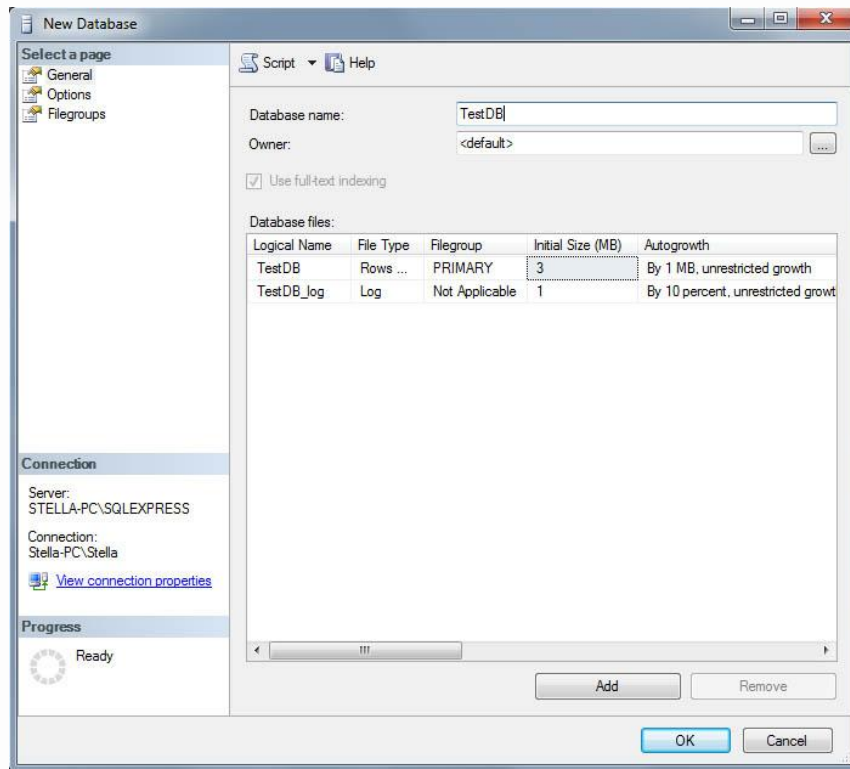 New Database
Select a page
General
Options
Filegroups
Script
Help
Database name:
TestDB
Owner:
<default>
...
Use full-text indexing
Database files:
Logical Name File Type Filegroup Initial Size (MB) Autogrowth
TestDB Rows ... PRIMARY 3 By 1 MB, unrestricted growth
TestDB_log Log Not Applicable 1 By 10 percent, unrestricted growt
Connection
Server:
STELLA-PC\SQLEXPRESS
Connection:
Stella-PC\Stella
View connection properties
Progress
Ready
Add
Remove
OK
Cancel